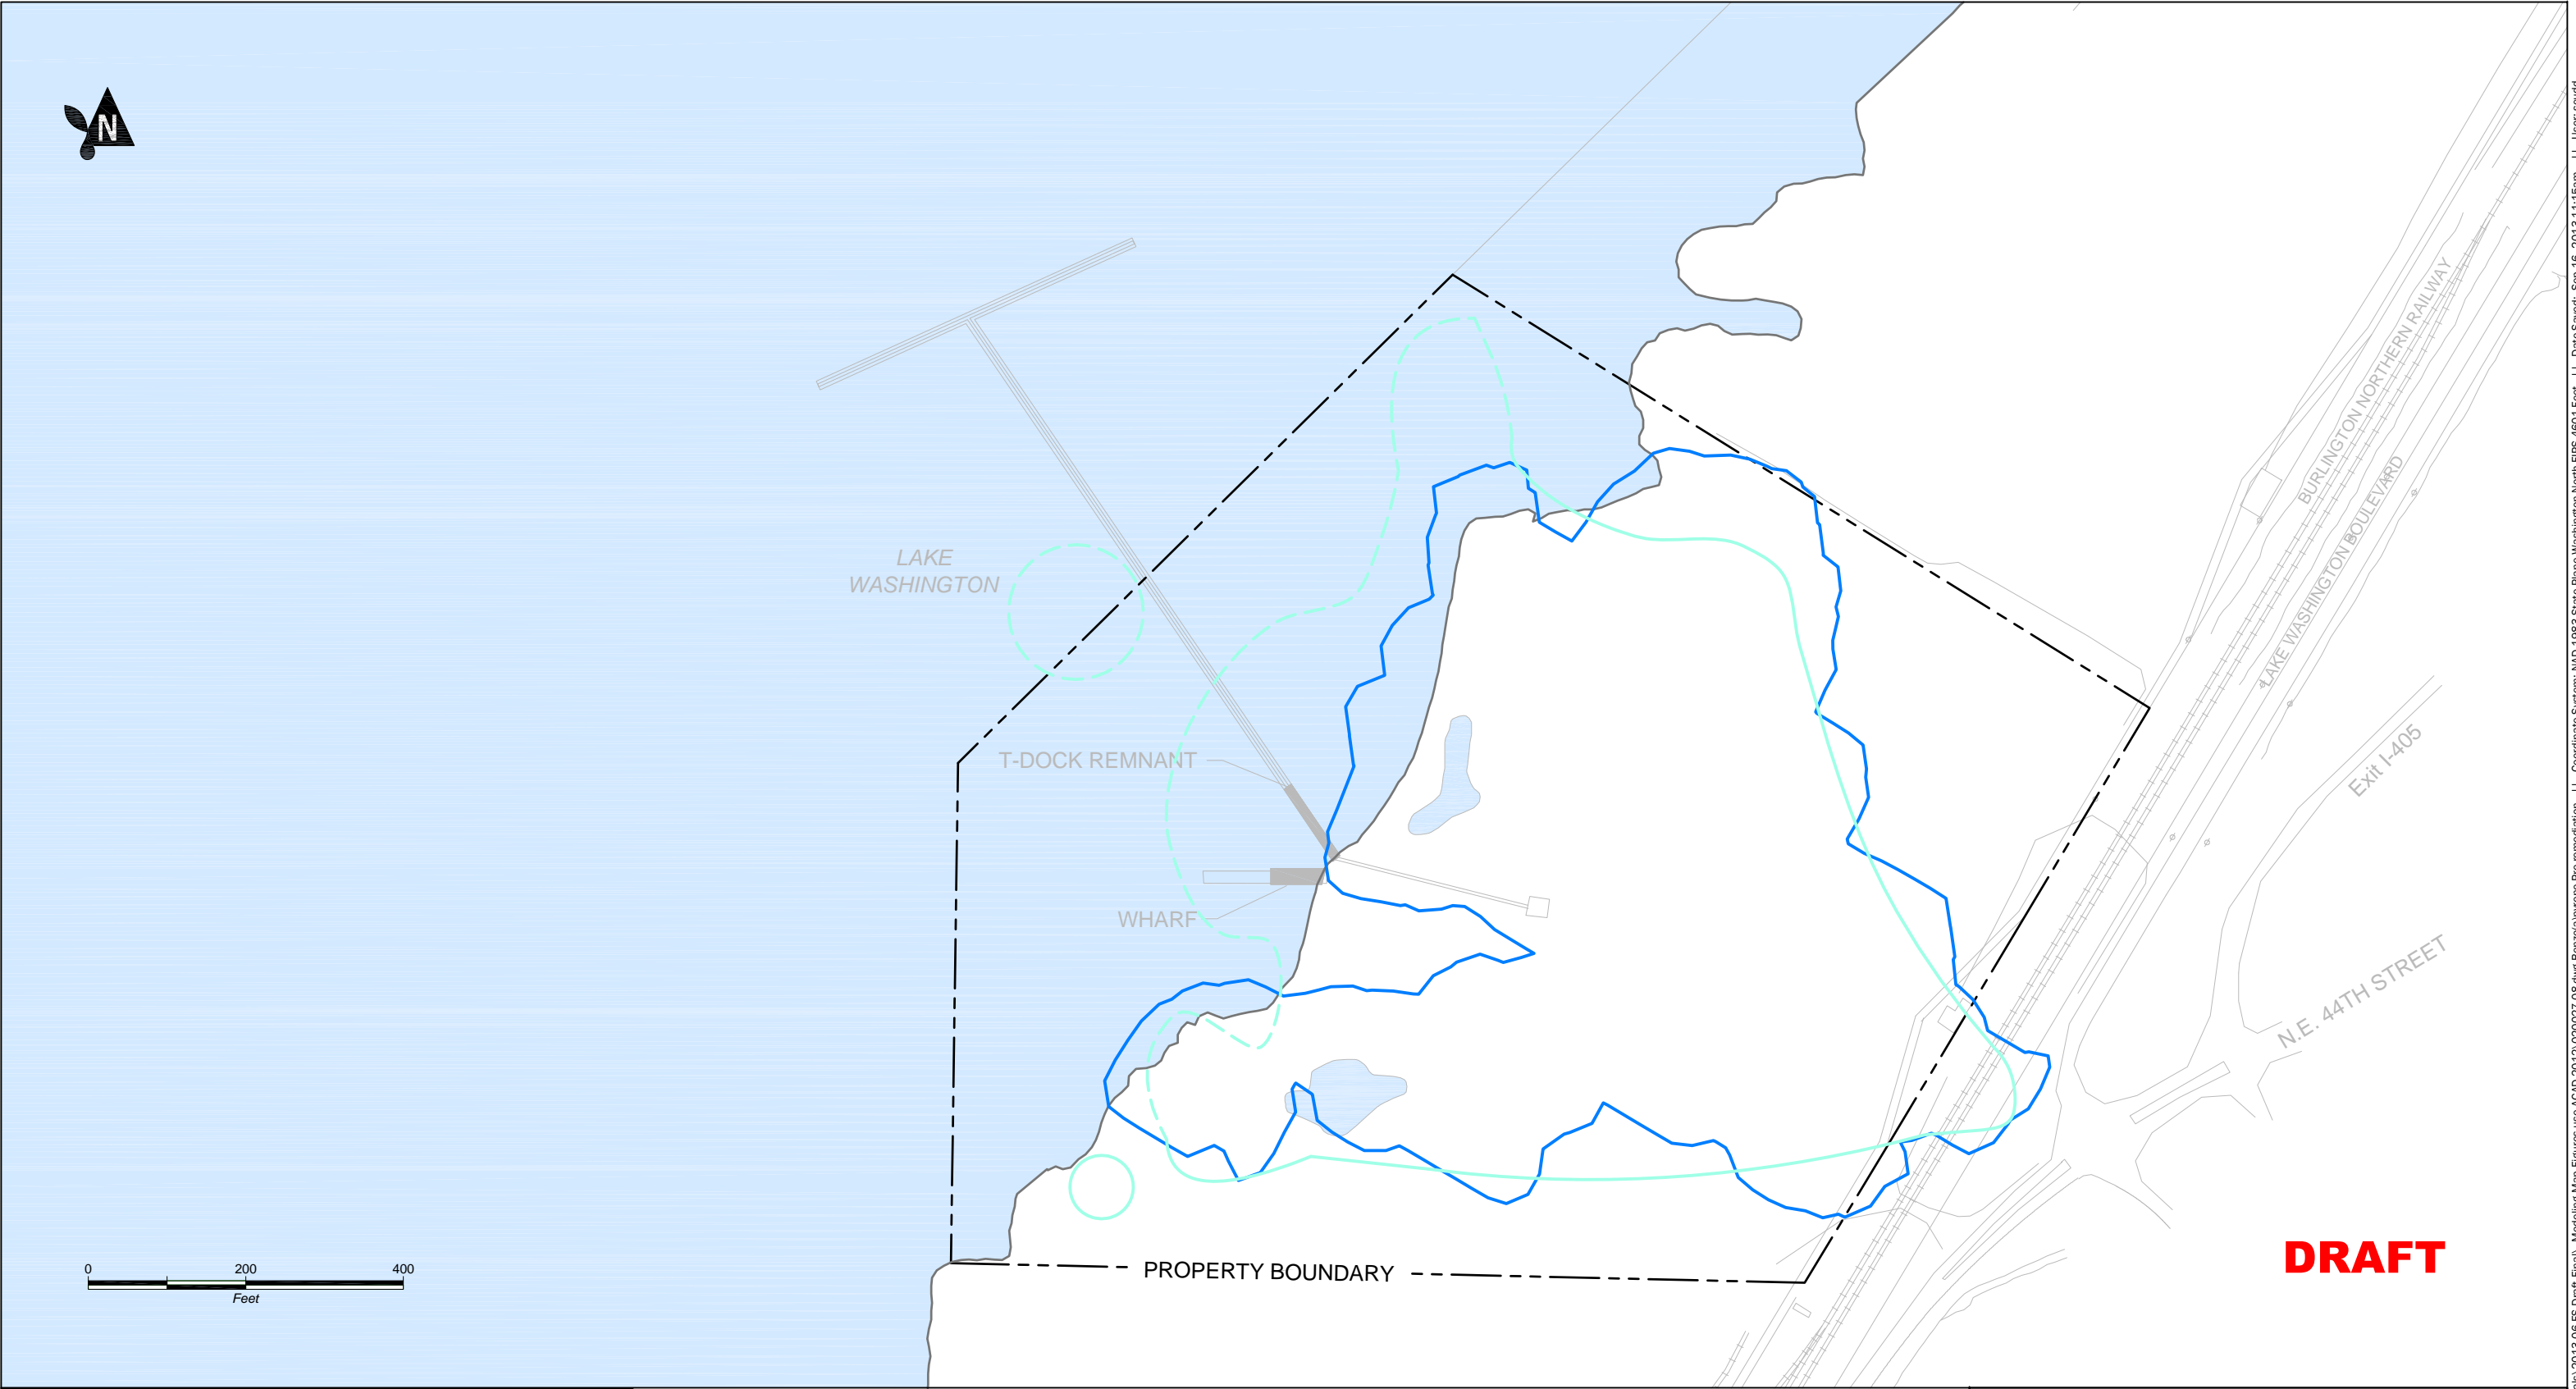 N
LAKE
WASHINGTON
T-DOCK REMNANT
WHARF
BURLINGTON NORTHERN RAILWAY
LAKE WASHINGTON BOULEVARD
Exit I-405
N.E. 44TH STREET
PROPERTY BOUNDARY
0 200 400
Feet
DRAFT